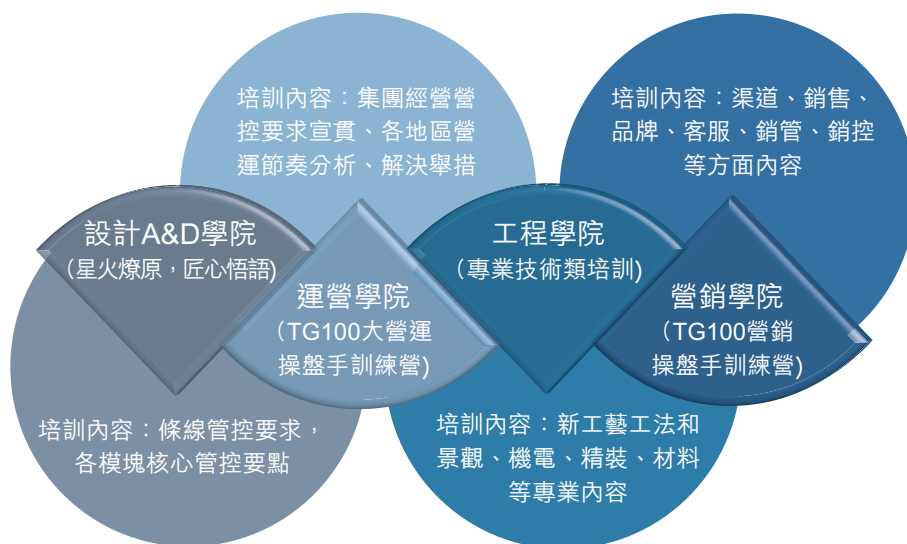 培訓內容：集團經營營
控要求宣貫、各地區營
運節奏分析、解決舉措
培訓內容：渠道、銷售、
品牌、客服、銷管、銷控
等方面內容
設計A&D學院
（星火燎原，匠心悟語)
運營學院
（TG100大營運
操盤手訓練營)
工程學院
（專業技術類培訓)
營銷學院
（TG100營銷
操盤手訓練營)
培訓內容：條線管控要求，
各模塊核心管控要點
培訓內容：新工藝工法和
景觀、機電、精裝、材料
等專業內容